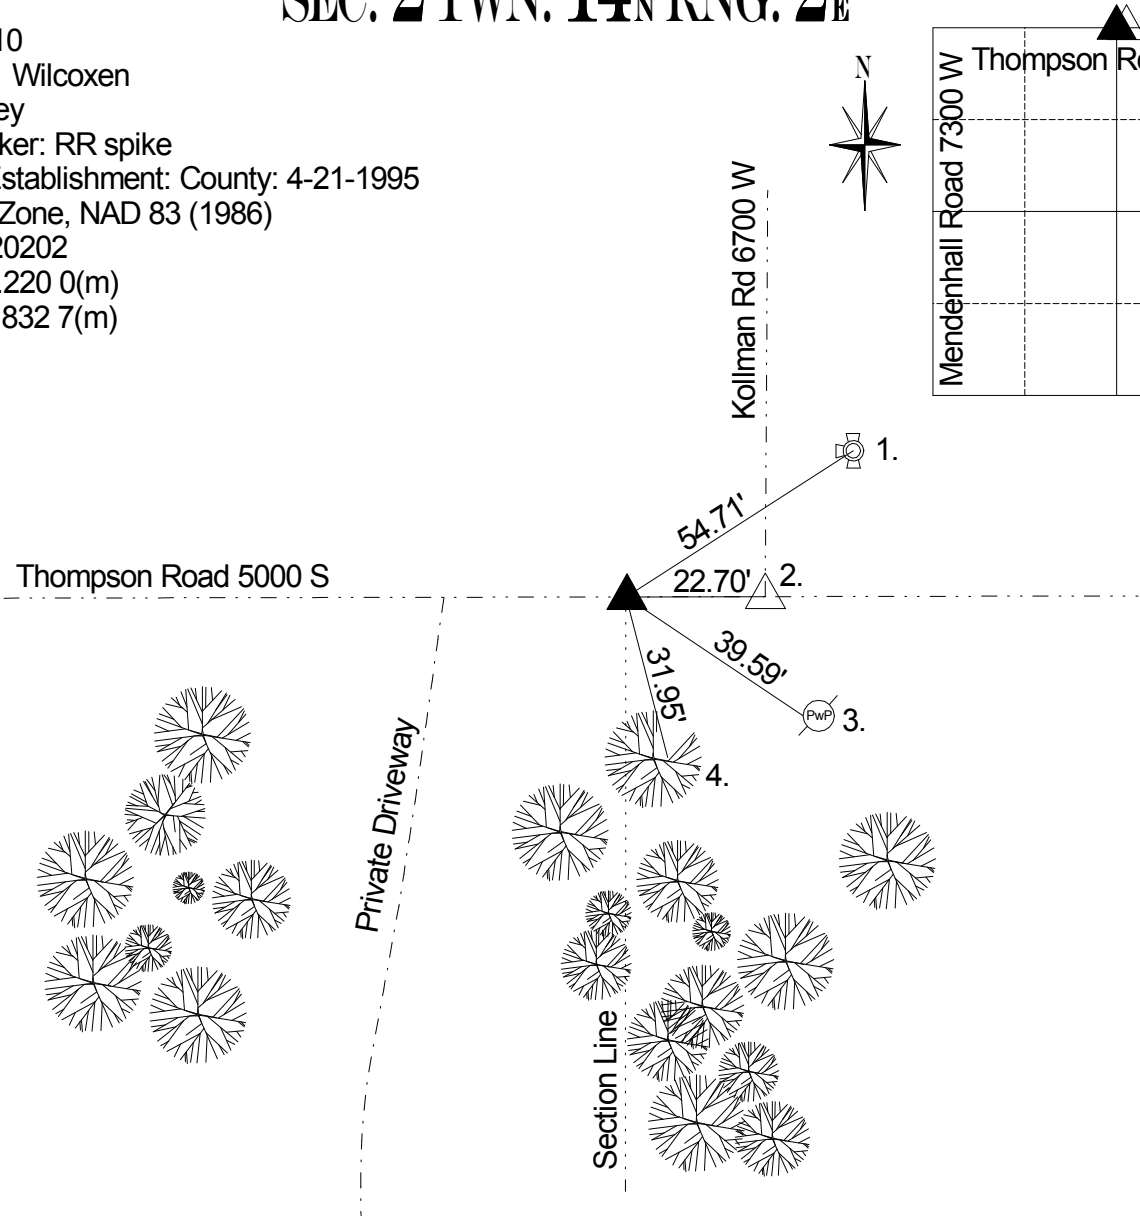 SEC. 2 TWN. 14N RNG. 2E
10
Wilcoxen
ey
ker: RR spike
Establishment: County: 4-21-1995
Zone, NAD 83 (1986)
20202
.220 0(m)
832 7(m)
N
Thompson Ro
Mendenhall Road 7300 W
Kollman Rd 6700 W
1.
54.71'
Thompson Road 5000 S
22.70'
2.
39.59'
31.95'
PwP
3.
4.
Private Driveway
Section Line